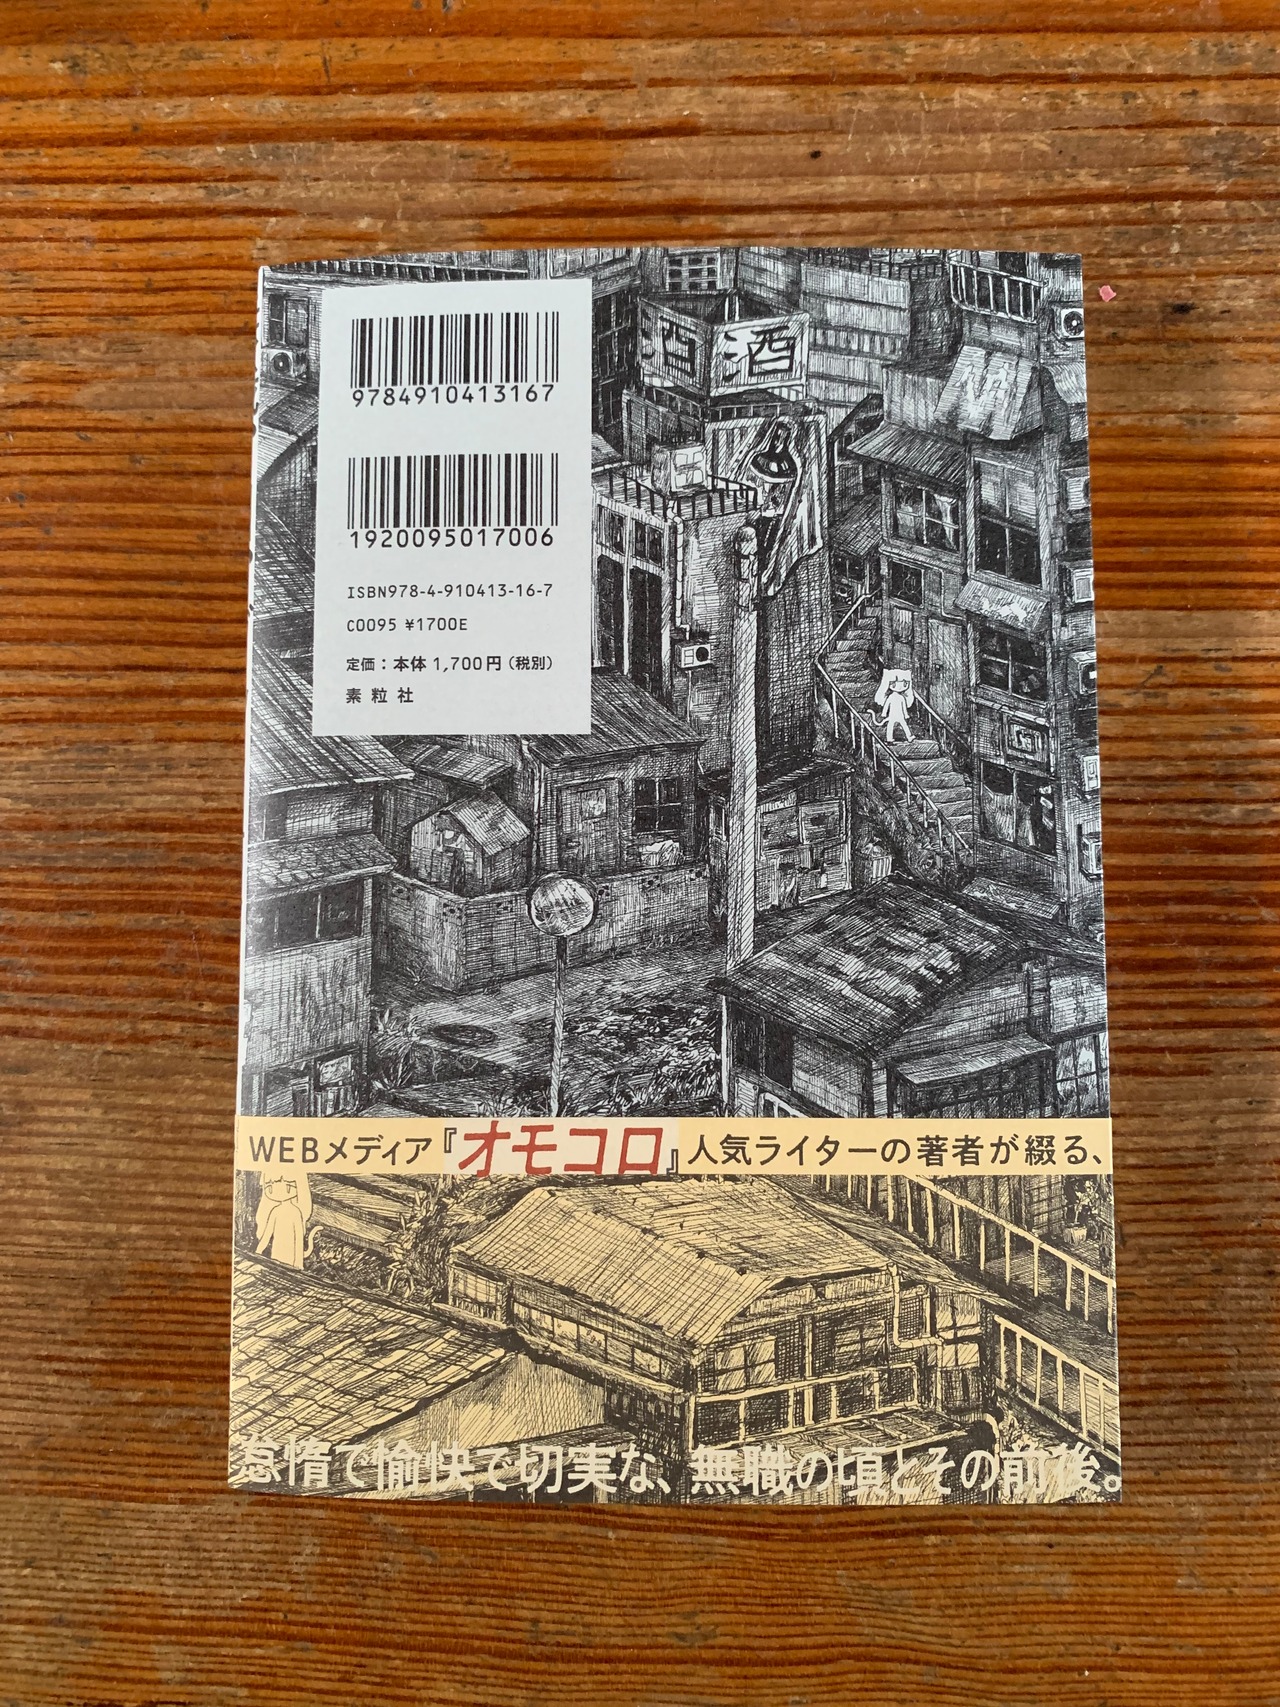 9784910413167
1920095017006
ISBN978-4-910413-16-7
C0095 ¥1700E
定価：本体1,700円（税別）
素粒社
酒 酒
WEBメディア『オモコロ』人気ライターの著者が綴る、
怠惰で愉快で切実な、無職の頃とその前後。